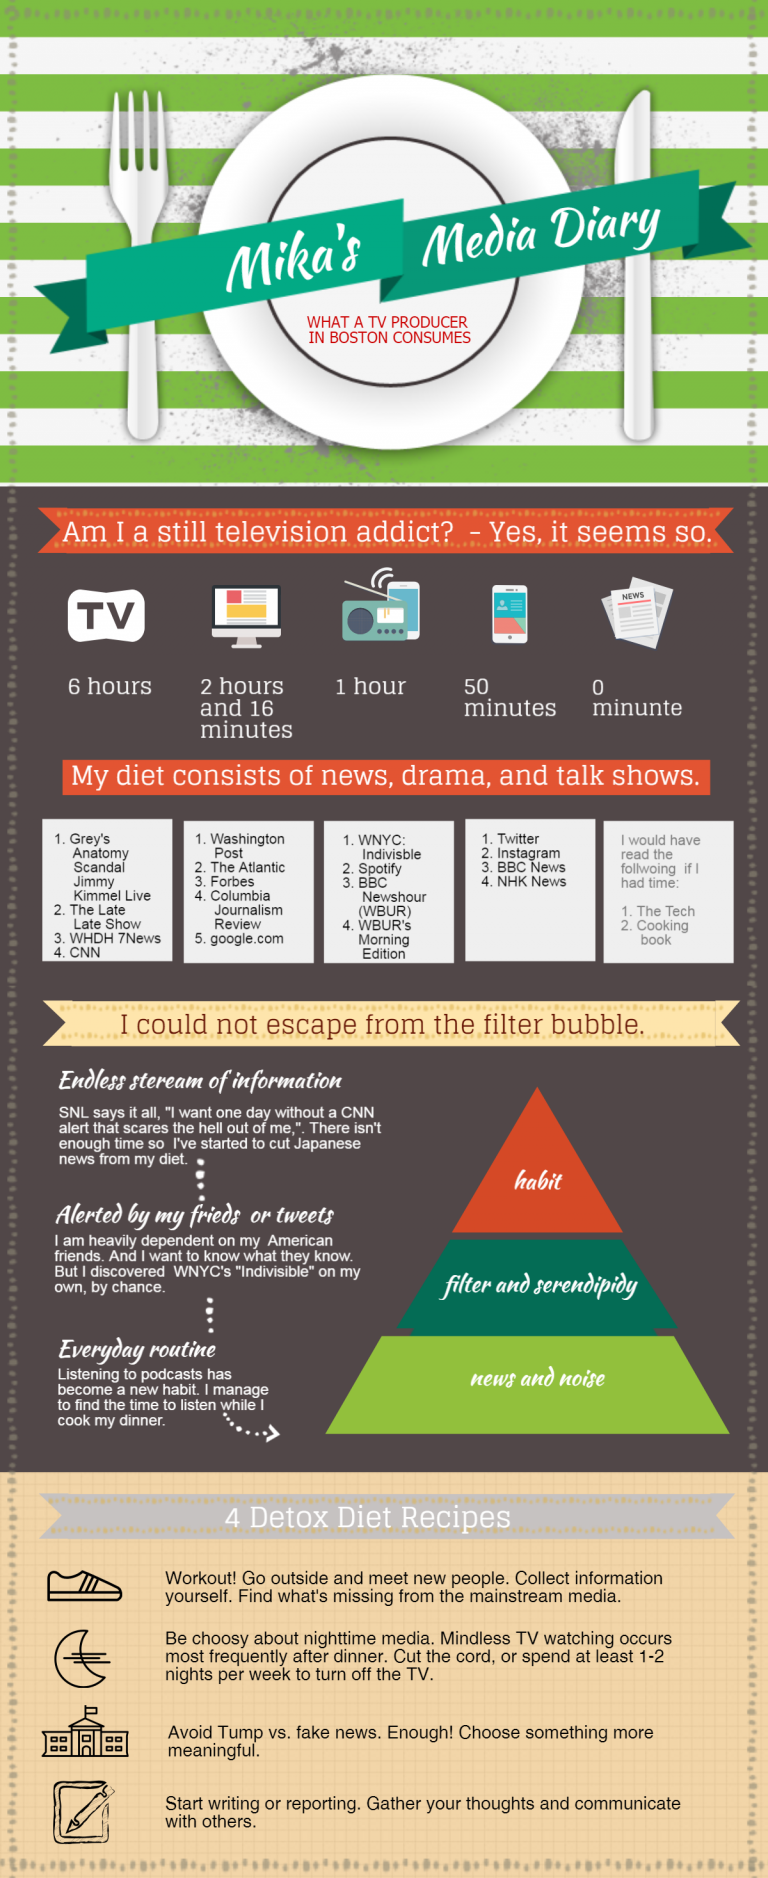 Mika's Media Diary
WHAT A TV PRODUCER
IN BOSTON CONSUMES
Am I a still television addict? - Yes, it seems so.
TV
NEWS
6 hours
2 hours
and 16
minutes
1 hour
50
minutes
0
minunte
My diet consists of news, drama, and talk shows.
1. Grey's
Anatomy
Scandal
Jimmy
Kimmel Live
2. The Late
Late Show
3. WHDH 7News
4. CNN
1. Washington
Post
2. The Atlantic
3. Forbes
4. Columbia
Journalism
Review
5. google.com
1. WNYC:
Indivisble
2. Spotify
3. BBC
Newshour
(WBUR)
4. WBUR's
Morning
Edition
1. Twitter
2. Instagram
3. BBC News
4. NHK News
I would have
read the
follwoing if I
had time:
1. The Tech
2. Cooking
book
I could not escape from the filter bubble.
Endless steream of information
SNL says it all, "I want one day without a CNN
alert that scares the hell out of me,". There isn't
enough time so I've started to cut Japanese
news from my diet.
Alerted by my frieds or tweets
I am heavily dependent on my American
friends. And I want to know what they know.
But I discovered WNYC's "Indivisible" on my
own, by chance.
Everyday routine
Listening to podcasts has
become a new habit. I manage
to find the time to listen while I
cook my dinner.
habit
filter and serendipidy
news and noise
4 Detox Diet Recipes
Workout! Go outside and meet new people. Collect information
yourself. Find what's missing from the mainstream media.
Be choosy about nighttime media. Mindless TV watching occurs
most frequently after dinner. Cut the cord, or spend at least 1-2
nights per week to turn off the TV.
Avoid Tump vs. fake news. Enough! Choose something more
meaningful.
Start writing or reporting. Gather your thoughts and communicate
with others.